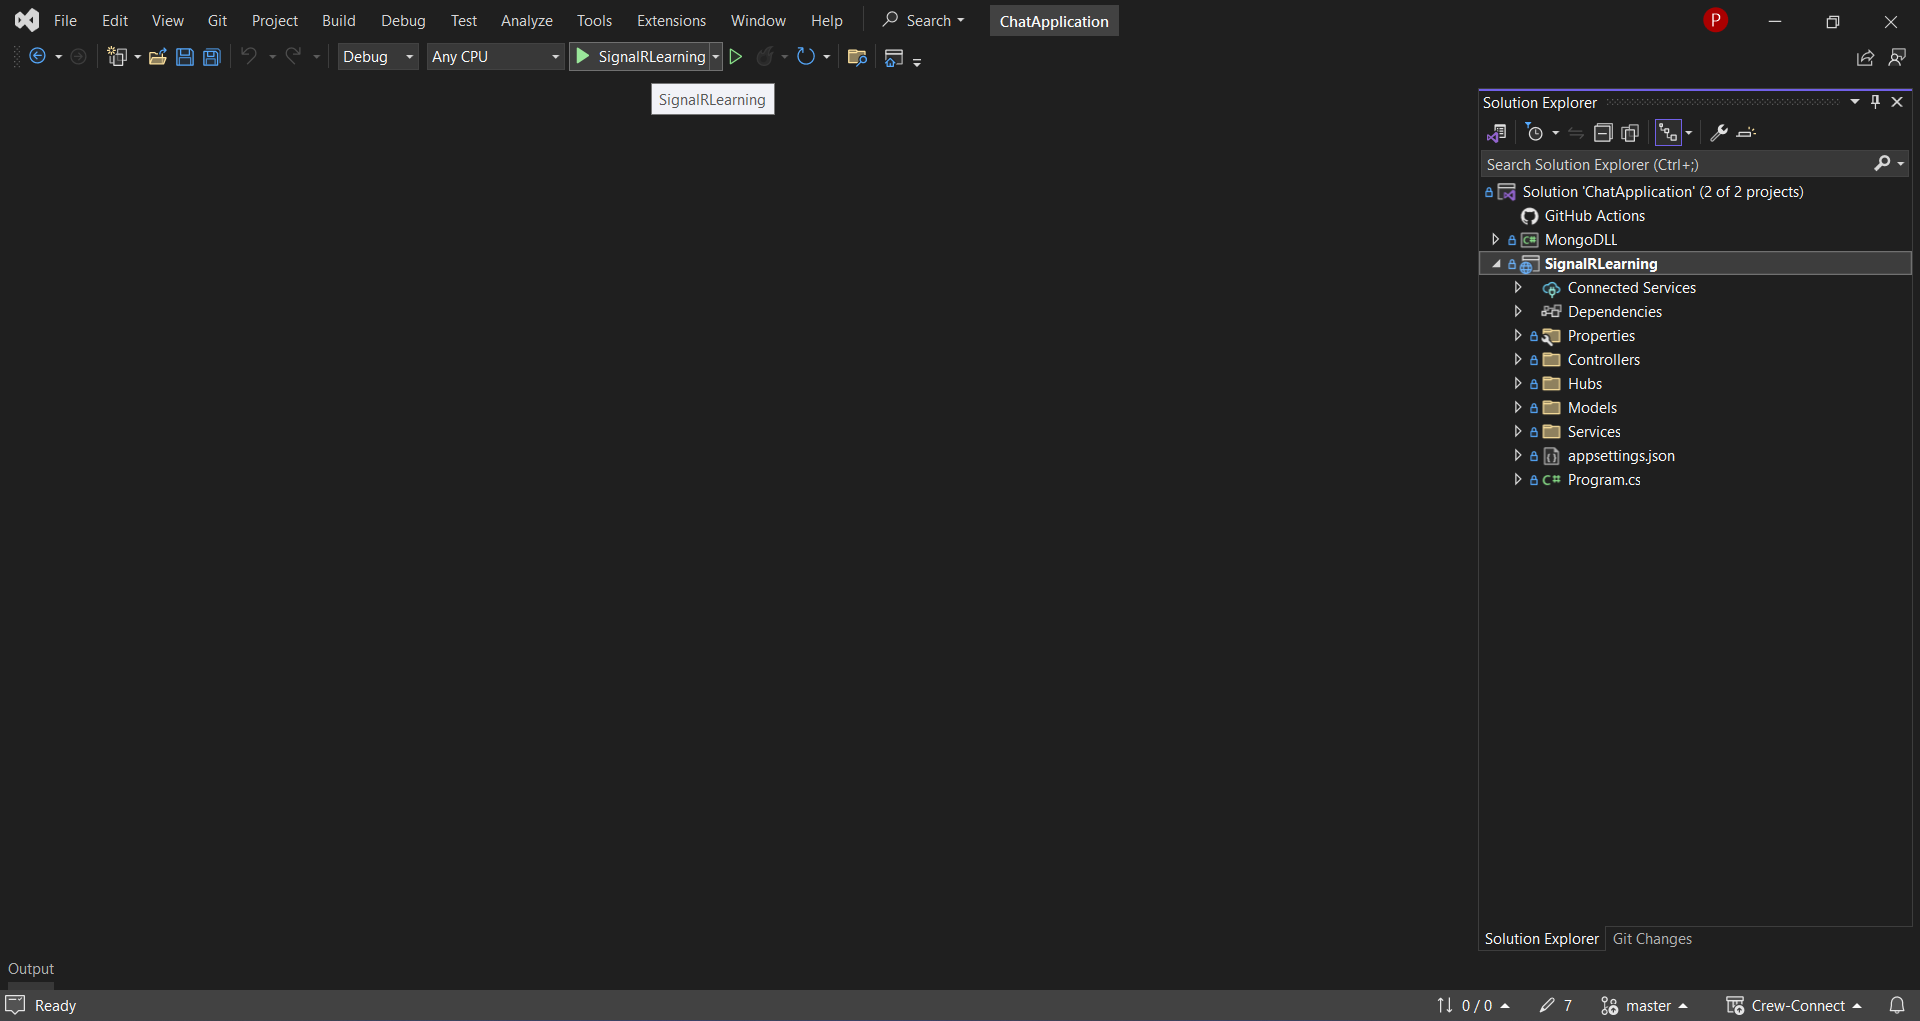 File Edit View Git Project Build Debug Test Analyze Tools Extensions Window Help Search ChatApplication P
Debug Any CPU SignalRLearning
SignalRLearning
Solution Explorer
Search Solution Explorer (Ctrl+;)
Solution 'ChatApplication' (2 of 2 projects)
GitHub Actions
C# MongoDLL
SignalRLearning
Connected Services
Dependencies
Properties
Controllers
Hubs
Models
Services
appsettings.json
C# Program.cs
Solution Explorer Git Changes
Output
Ready 0 / 0 7 master Crew-Connect